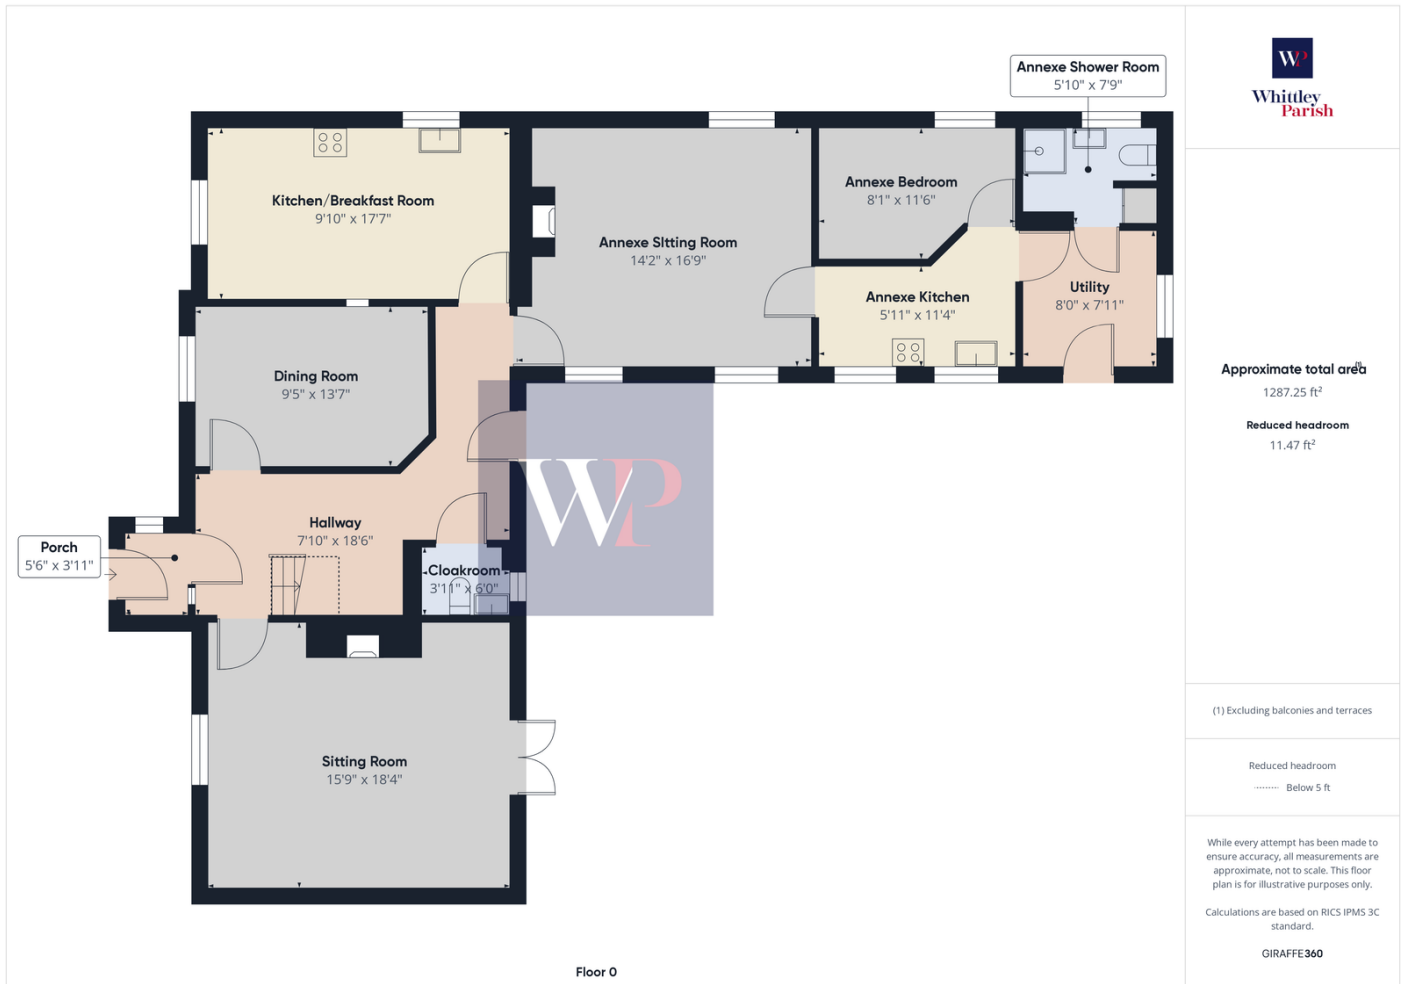 Annexe Shower Room
5'10" x 7'9"
WP
Whittley
Parish
Kitchen/Breakfast Room
9'10" x 17'7"
Annexe SItting Room
14'2" x 16'9"
Annexe Bedroom
8'1" x 11'6"
Annexe Kitchen
5'11" x 11'4"
Utility
8'0" x 7'11"
Dining Room
9'5" x 13'7"
Hallway
7'10" x 18'6"
Porch
5'6" x 3'11"
Cloakroom
3'11" x 6'0"
WP
Sitting Room
15'9" x 18'4"
Floor 0
Approximate total area(1)
1287.25 ft²
Reduced headroom
11.47 ft²
(1) Excluding balconies and terraces
Reduced headroom
Below 5 ft
While every attempt has been made to
ensure accuracy, all measurements are
approximate, not to scale. This floor
plan is for illustrative purposes only.
Calculations are based on RICS IPMS 3C
standard.
GIRAFFE360